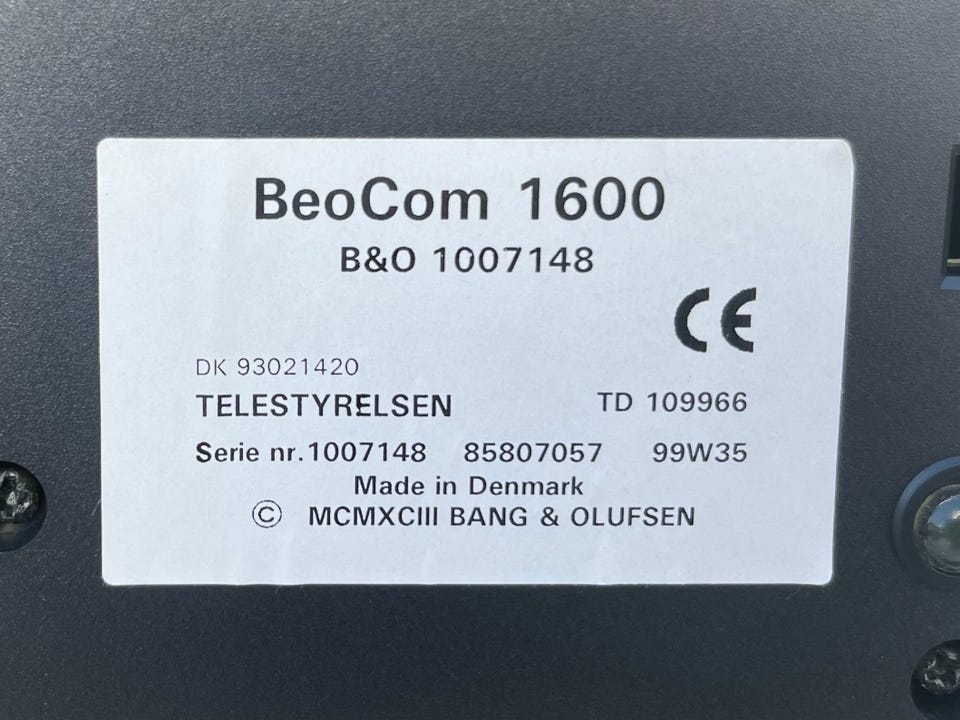 BeoCom 1600
B&O 1007148
CE
DK 93021420
TELESTYRELSEN TD 109966
Serie nr.1007148 85807057 99W35
Made in Denmark
© MCMXCIII BANG & OLUFSEN